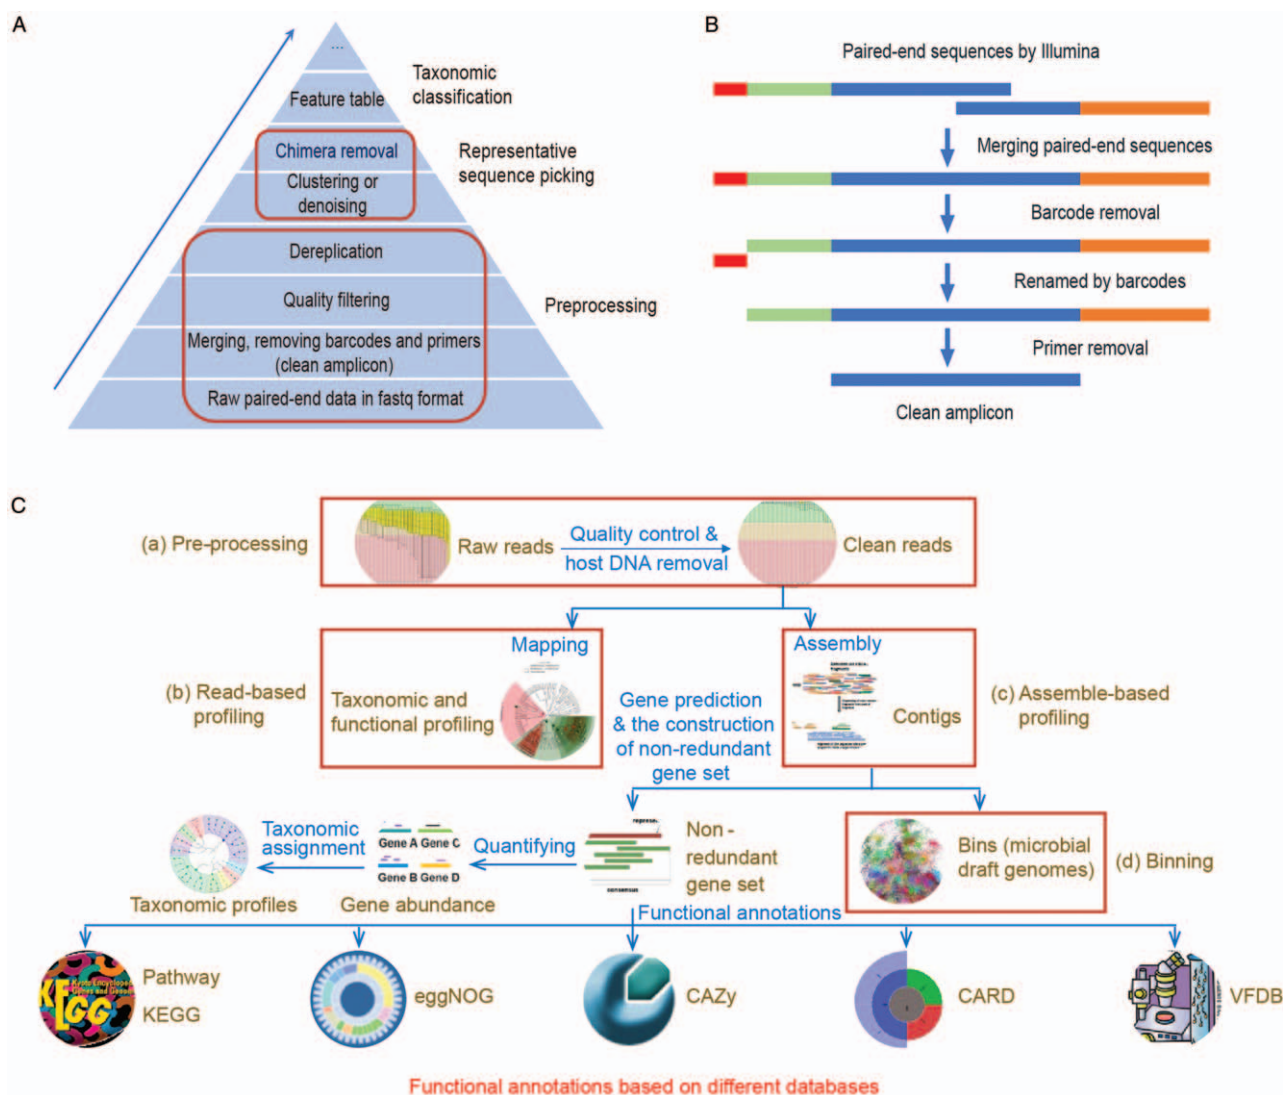 A
...
Feature table
Taxonomic
classification
Chimera removal
Clustering or
denoising
Representative
sequence picking
Dereplication
Quality filtering
Merging, removing barcodes and primers
(clean amplicon)
Raw paired-end data in fastq format
Preprocessing
B
Paired-end sequences by Illumina
Merging paired-end sequences
Barcode removal
Renamed by barcodes
Primer removal
Clean amplicon
C
(a) Pre-processing
Raw reads
Quality control &
host DNA removal
Clean reads
(b) Read-based
profiling
Mapping
Taxonomic and
functional profiling
Gene prediction
& the construction
of non-redundant
gene set
Assembly
Contigs
(c) Assemble-based
profiling
Taxonomic
assignment
Taxonomic profiles
Gene A Gene C
Gene B Gene D
Gene abundance
Quantifying
consensus
Non -
redundant
gene set
Bins (microbial
draft genomes)
(d) Binning
Functional annotations
KEGG
Pathway
KEGG
eggNOG
CAZy
CARD
VFDB
Functional annotations based on different databases